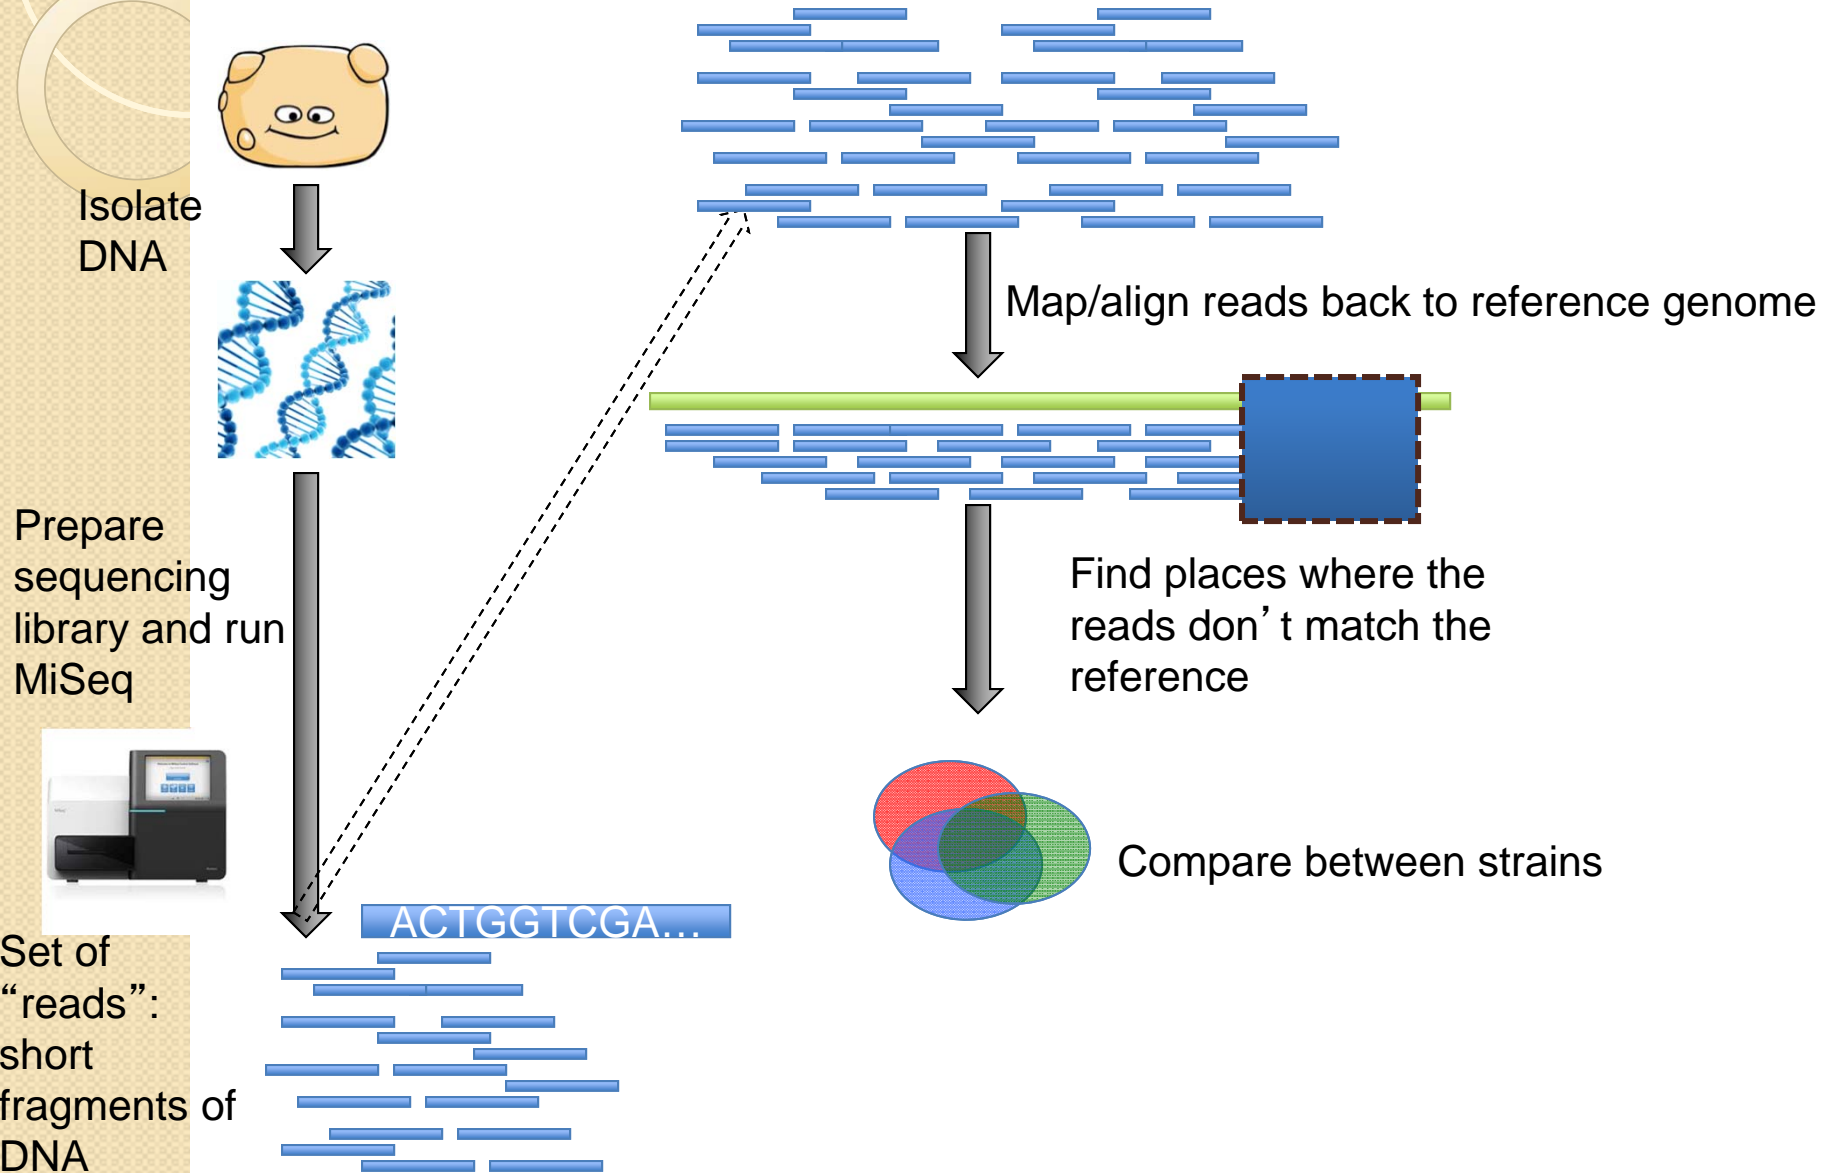 Isolate
DNA
Prepare
sequencing
library and run
MiSeq
Set of
“reads”:
short
fragments of
DNA
ACTGGTCGA...
Map/align reads back to reference genome
Find places where the
reads don’t match the
reference
Compare between strains